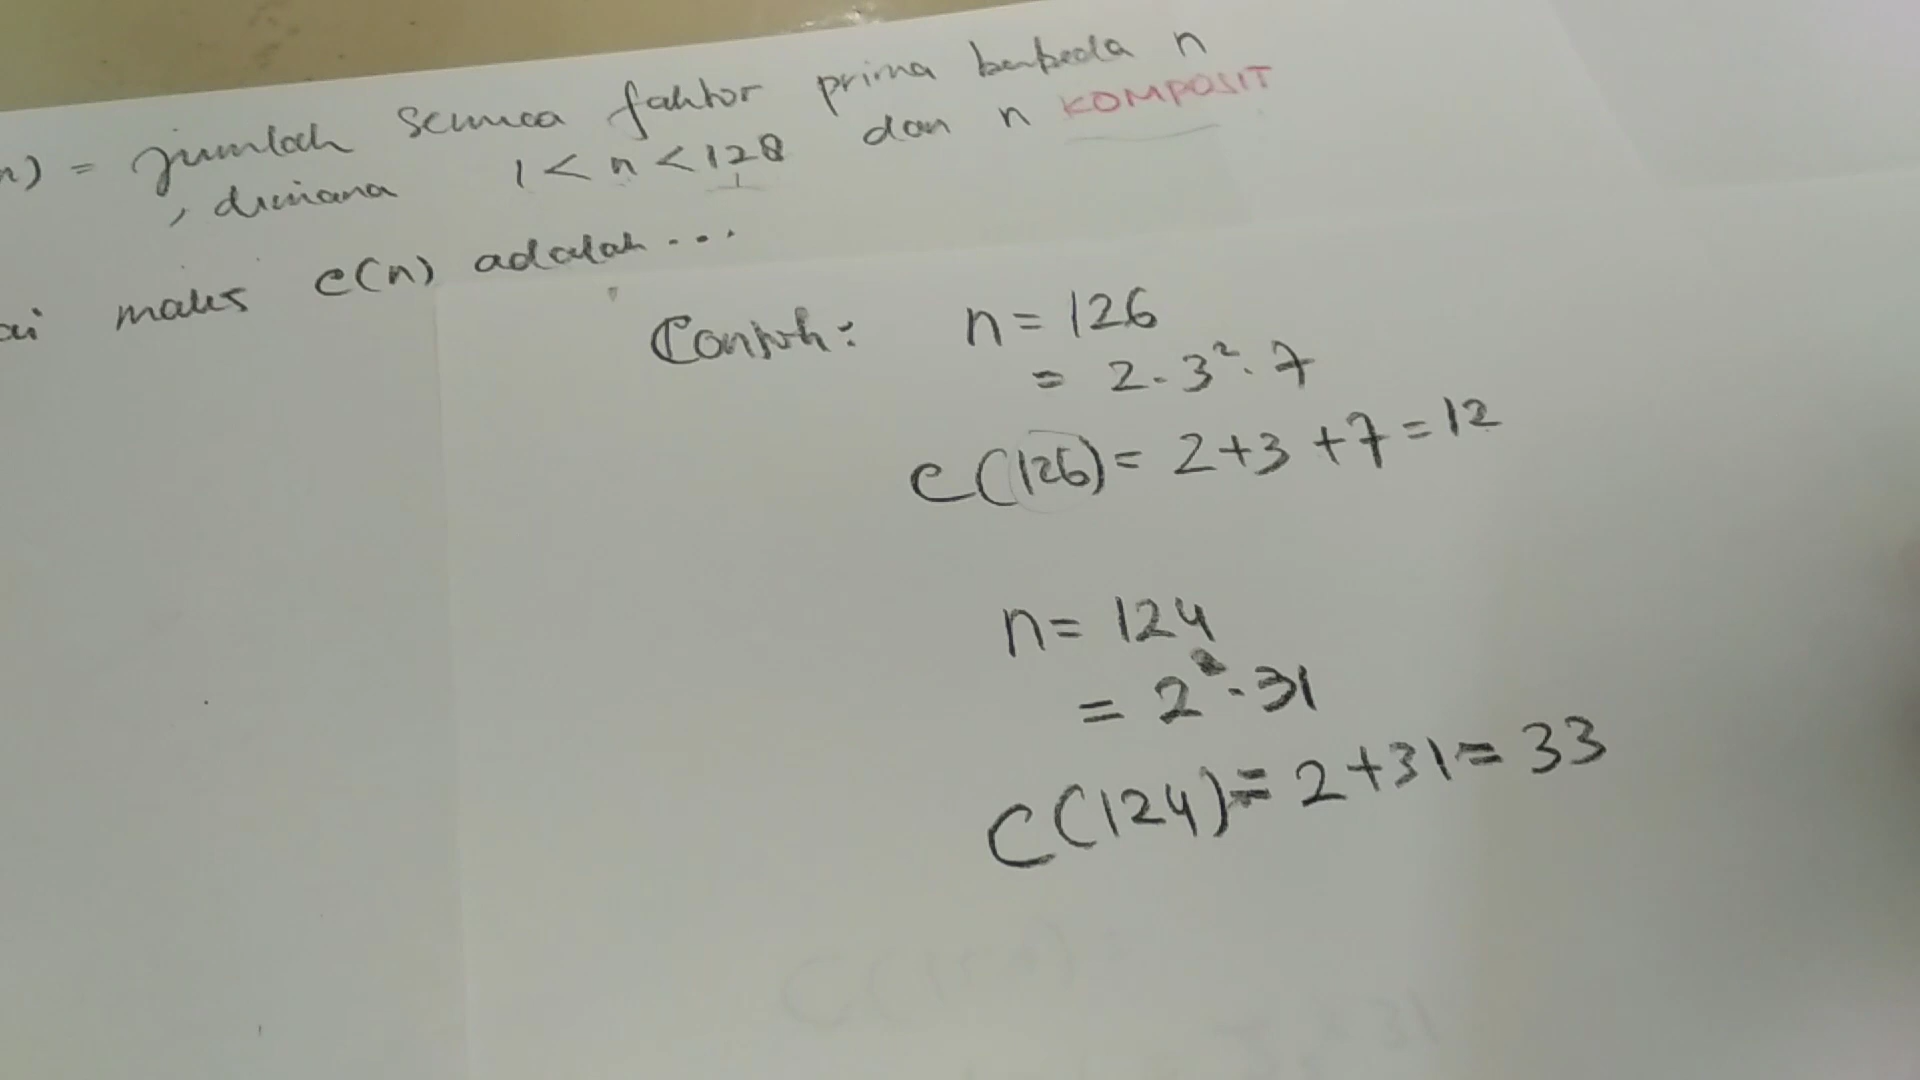 n) = jumlah semua faktor prima berbeda n
, dimana 1 < n < 128 dan n KOMPOSIT
ai maks c(n) adalah ...
Contoh: n = 126
= 2 . 3² . 7
c(126) = 2 + 3 + 7 = 12
n = 124
= 2² . 31
C(124) = 2 + 31 = 33